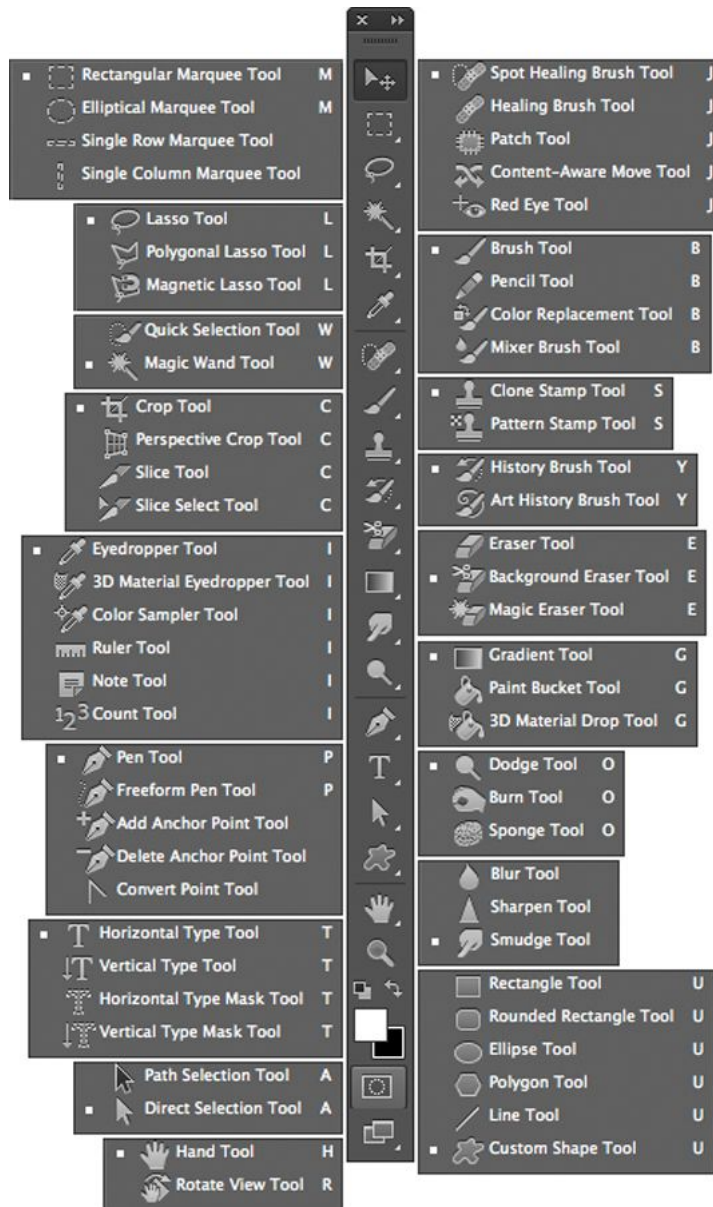 Rectangular Marquee Tool M
Elliptical Marquee Tool M
Single Row Marquee Tool
Single Column Marquee Tool
Lasso Tool L
Polygonal Lasso Tool L
Magnetic Lasso Tool L
Quick Selection Tool W
Magic Wand Tool W
Crop Tool C
Perspective Crop Tool C
Slice Tool C
Slice Select Tool C
Eyedropper Tool I
3D Material Eyedropper Tool I
Color Sampler Tool I
Ruler Tool I
Note Tool I
Count Tool I
Pen Tool P
Freeform Pen Tool P
Add Anchor Point Tool
Delete Anchor Point Tool
Convert Point Tool
Horizontal Type Tool T
Vertical Type Tool T
Horizontal Type Mask Tool T
Vertical Type Mask Tool T
Path Selection Tool A
Direct Selection Tool A
Hand Tool H
Rotate View Tool R
Spot Healing Brush Tool J
Healing Brush Tool J
Patch Tool J
Content-Aware Move Tool J
Red Eye Tool J
Brush Tool B
Pencil Tool B
Color Replacement Tool B
Mixer Brush Tool B
Clone Stamp Tool S
Pattern Stamp Tool S
History Brush Tool Y
Art History Brush Tool Y
Eraser Tool E
Background Eraser Tool E
Magic Eraser Tool E
Gradient Tool G
Paint Bucket Tool G
3D Material Drop Tool G
Dodge Tool O
Burn Tool O
Sponge Tool O
Blur Tool
Sharpen Tool
Smudge Tool
Rectangle Tool U
Rounded Rectangle Tool U
Ellipse Tool U
Polygon Tool U
Line Tool U
Custom Shape Tool U